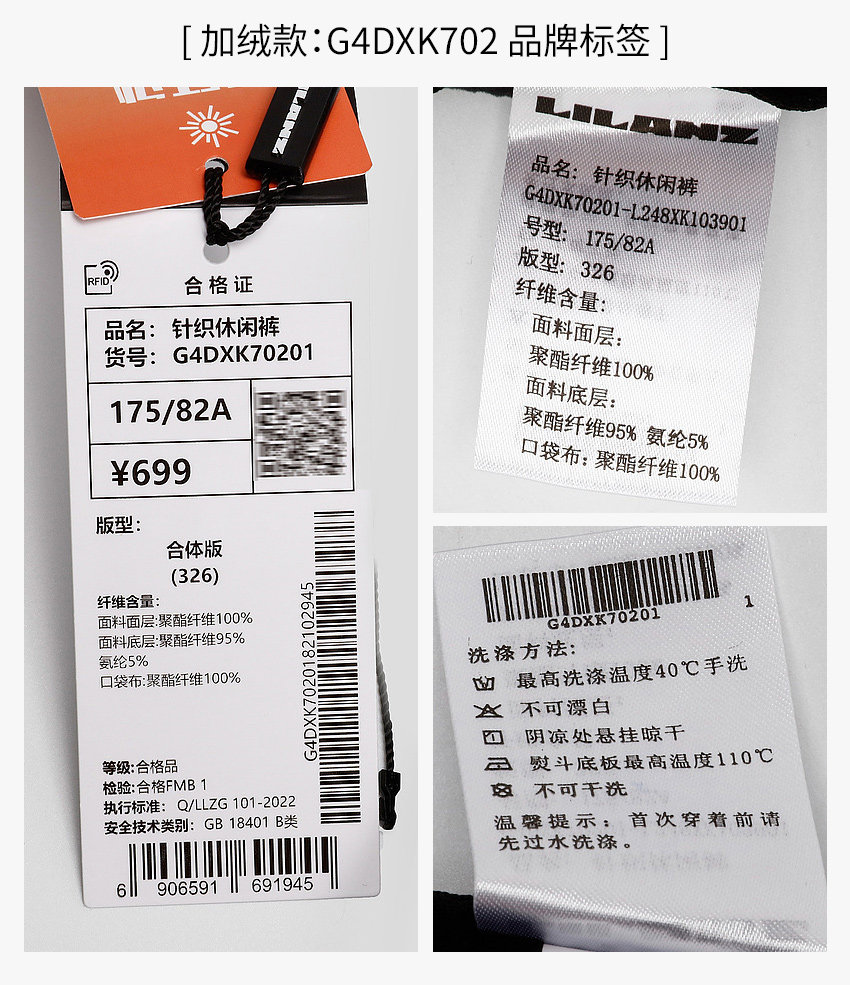 [ 加绒款:G4DXK702 品牌标签 ]
LILANZ
RFID
合格证
品名: 针织休闲裤
货号: G4DXK70201
175/82A
¥699
版型:
合体版
(326)
纤维含量:
面料面层:聚酯纤维100%
面料底层:聚酯纤维95%
氨纶5%
口袋布:聚酯纤维100%
G4DXK7020182102945
等级:合格品
检验:合格FMB 1
执行标准: Q/LLZG 101-2022
安全技术类别: GB 18401 B类
6 906591 691945
LILANZ
品名: 针织休闲裤
G4DXK70201-L248XK103901
号型: 175/82A
版型: 326
纤维含量:
面料面层:
聚酯纤维100%
面料底层:
聚酯纤维95% 氨纶5%
口袋布: 聚酯纤维100%
G4DXK70201
1
洗涤方法:
最高洗涤温度40℃手洗
不可漂白
阴凉处悬挂晾干
熨斗底板最高温度110℃
不可干洗
温馨提示: 首次穿着前请
先过水洗涤。